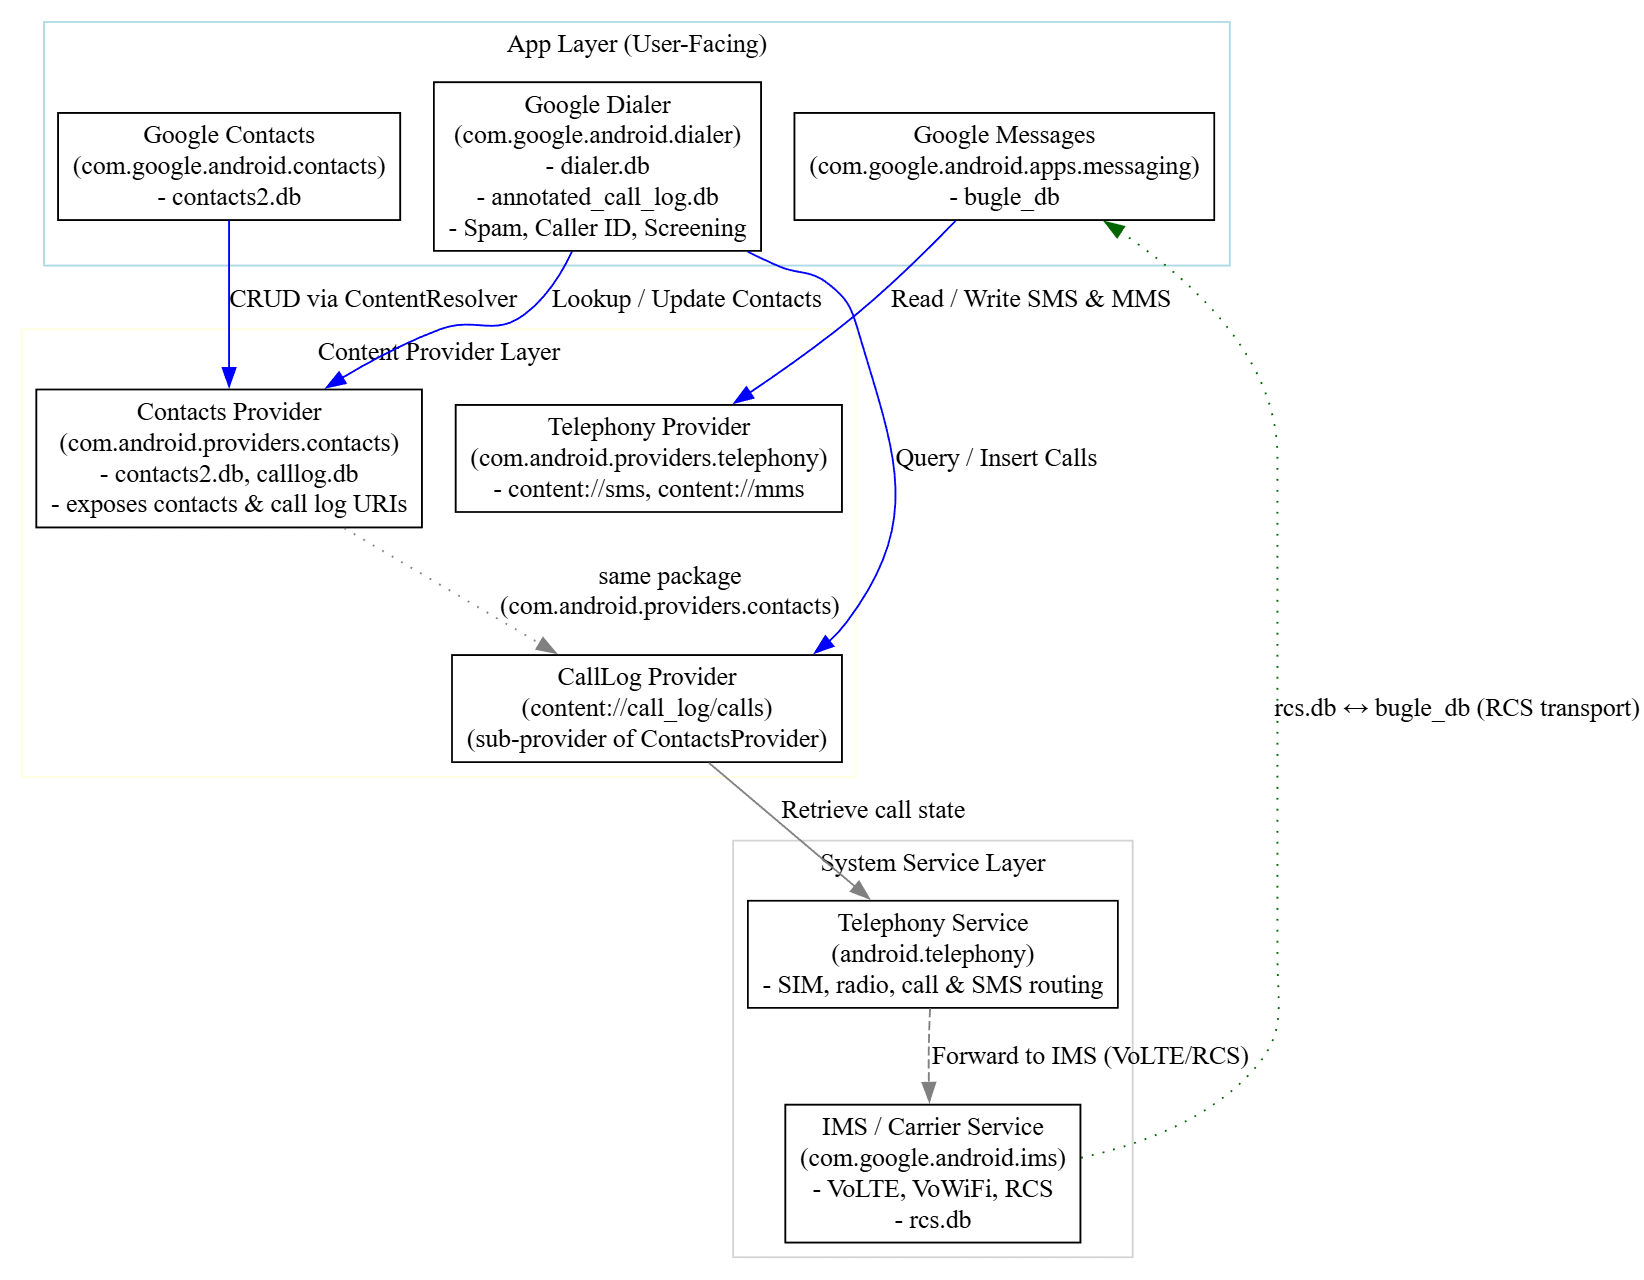 App Layer (User-Facing)
Google Contacts
(com.google.android.contacts)
- contacts2.db
Google Dialer
(com.google.android.dialer)
- dialer.db
- annotated_call_log.db
- Spam, Caller ID, Screening
Google Messages
(com.google.android.apps.messaging)
- bugle_db
CRUD via ContentResolver
Lookup / Update Contacts
Read / Write SMS & MMS
Content Provider Layer
Contacts Provider
(com.android.providers.contacts)
- contacts2.db, calllog.db
- exposes contacts & call log URIs
Telephony Provider
(com.android.providers.telephony)
- content://sms, content://mms
Query / Insert Calls
same package
(com.android.providers.contacts)
CallLog Provider
(content://call_log/calls)
(sub-provider of ContactsProvider)
rcs.db ↔ bugle_db (RCS transport)
Retrieve call state
System Service Layer
Telephony Service
(android.telephony)
- SIM, radio, call & SMS routing
Forward to IMS (VoLTE/RCS)
IMS / Carrier Service
(com.google.android.ims)
- VoLTE, VoWiFi, RCS
- rcs.db